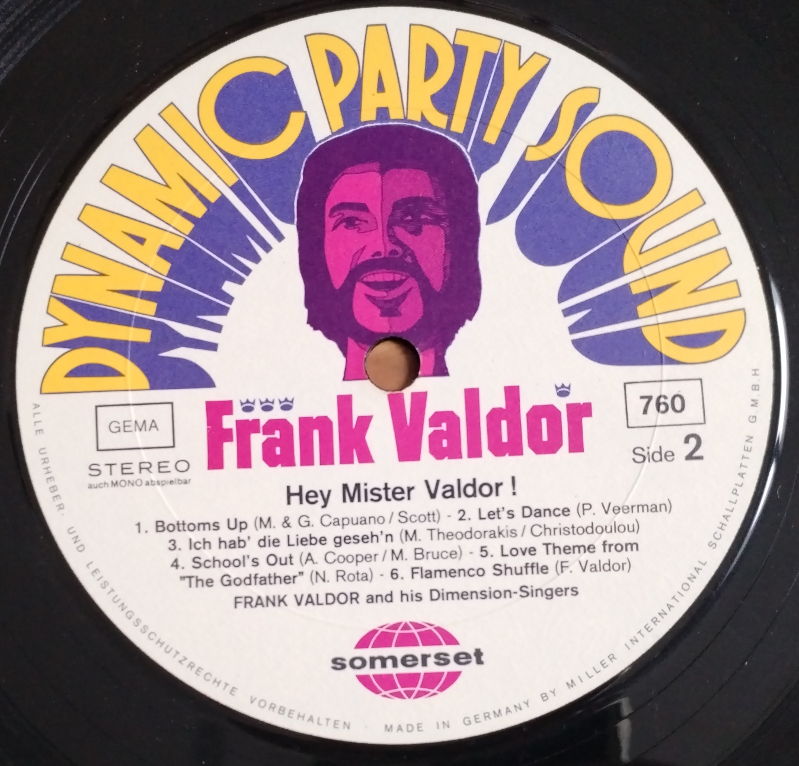 DYNAMIC PARTY SOUND
GEMA
STEREO
auch MONO abspielbar
Frank Valdor
760
Side 2
Hey Mister Valdor !
1. Bottoms Up (M. & G. Capuano / Scott) - 2. Let's Dance (P. Veerman)
3. Ich hab' die Liebe geseh'n (M. Theodorakis / Christodoulou)
4. School's Out (A. Cooper / M. Bruce) - 5. Love Theme from
"The Godfather" (N. Rota) - 6. Flamenco Shuffle (F. Valdor)
FRANK VALDOR and his Dimension-Singers
somerset
ALLE URHEBER- UND LEISTUNGSSCHUTZRECHTE VORBEHALTEN · MADE IN GERMANY BY MILLER INTERNATIONAL SCHALLPLATTEN G.M.B.H